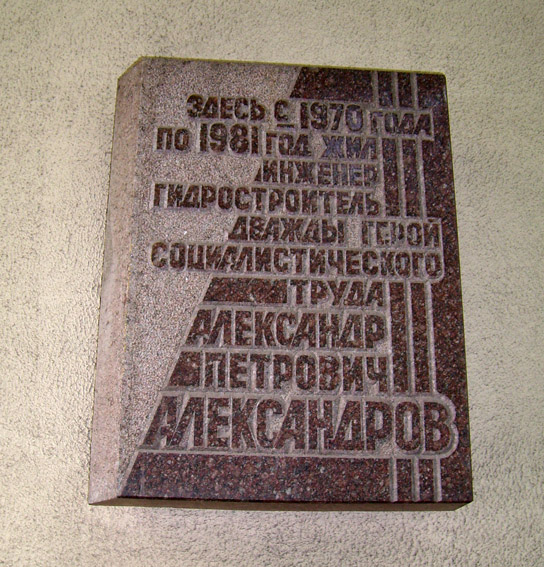 ЗДЕСЬ С 1970 ГОДА
ПО 1981 ГОД ЖИЛ
ИНЖЕНЕР
ГИДРОСТРОИТЕЛЬ
ДВАЖДЫ ГЕРОЙ
СОЦИАЛИСТИЧЕСКОГО
ТРУДА
АЛЕКСАНДР
ПЕТРОВИЧ
АЛЕКСАНДРОВ